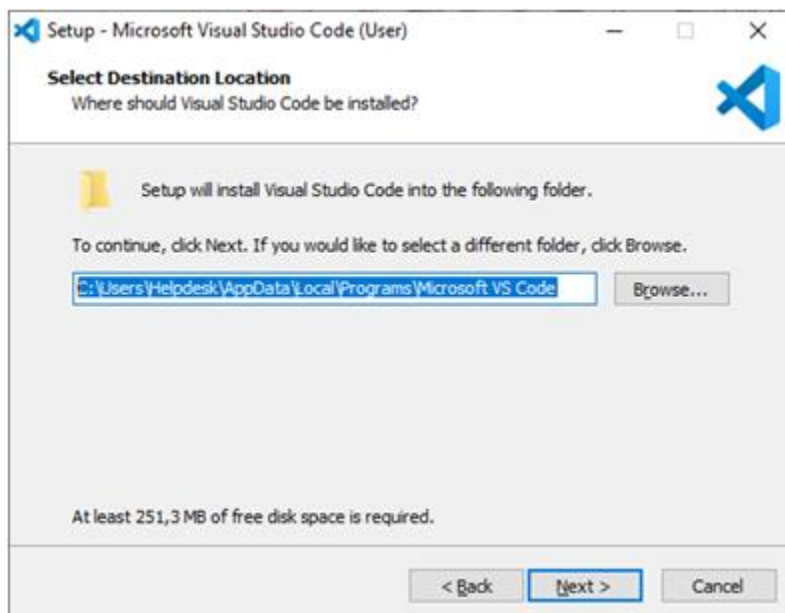 Setup - Microsoft Visual Studio Code (User)
Select Destination Location
Where should Visual Studio Code be installed?
Setup will install Visual Studio Code into the following folder.
To continue, click Next. If you would like to select a different folder, click Browse.
C:\Users\Helpdesk\AppData\Local\Programs\Microsoft VS Code
Browse...
At least 251,3 MB of free disk space is required.
< Back
Next >
Cancel